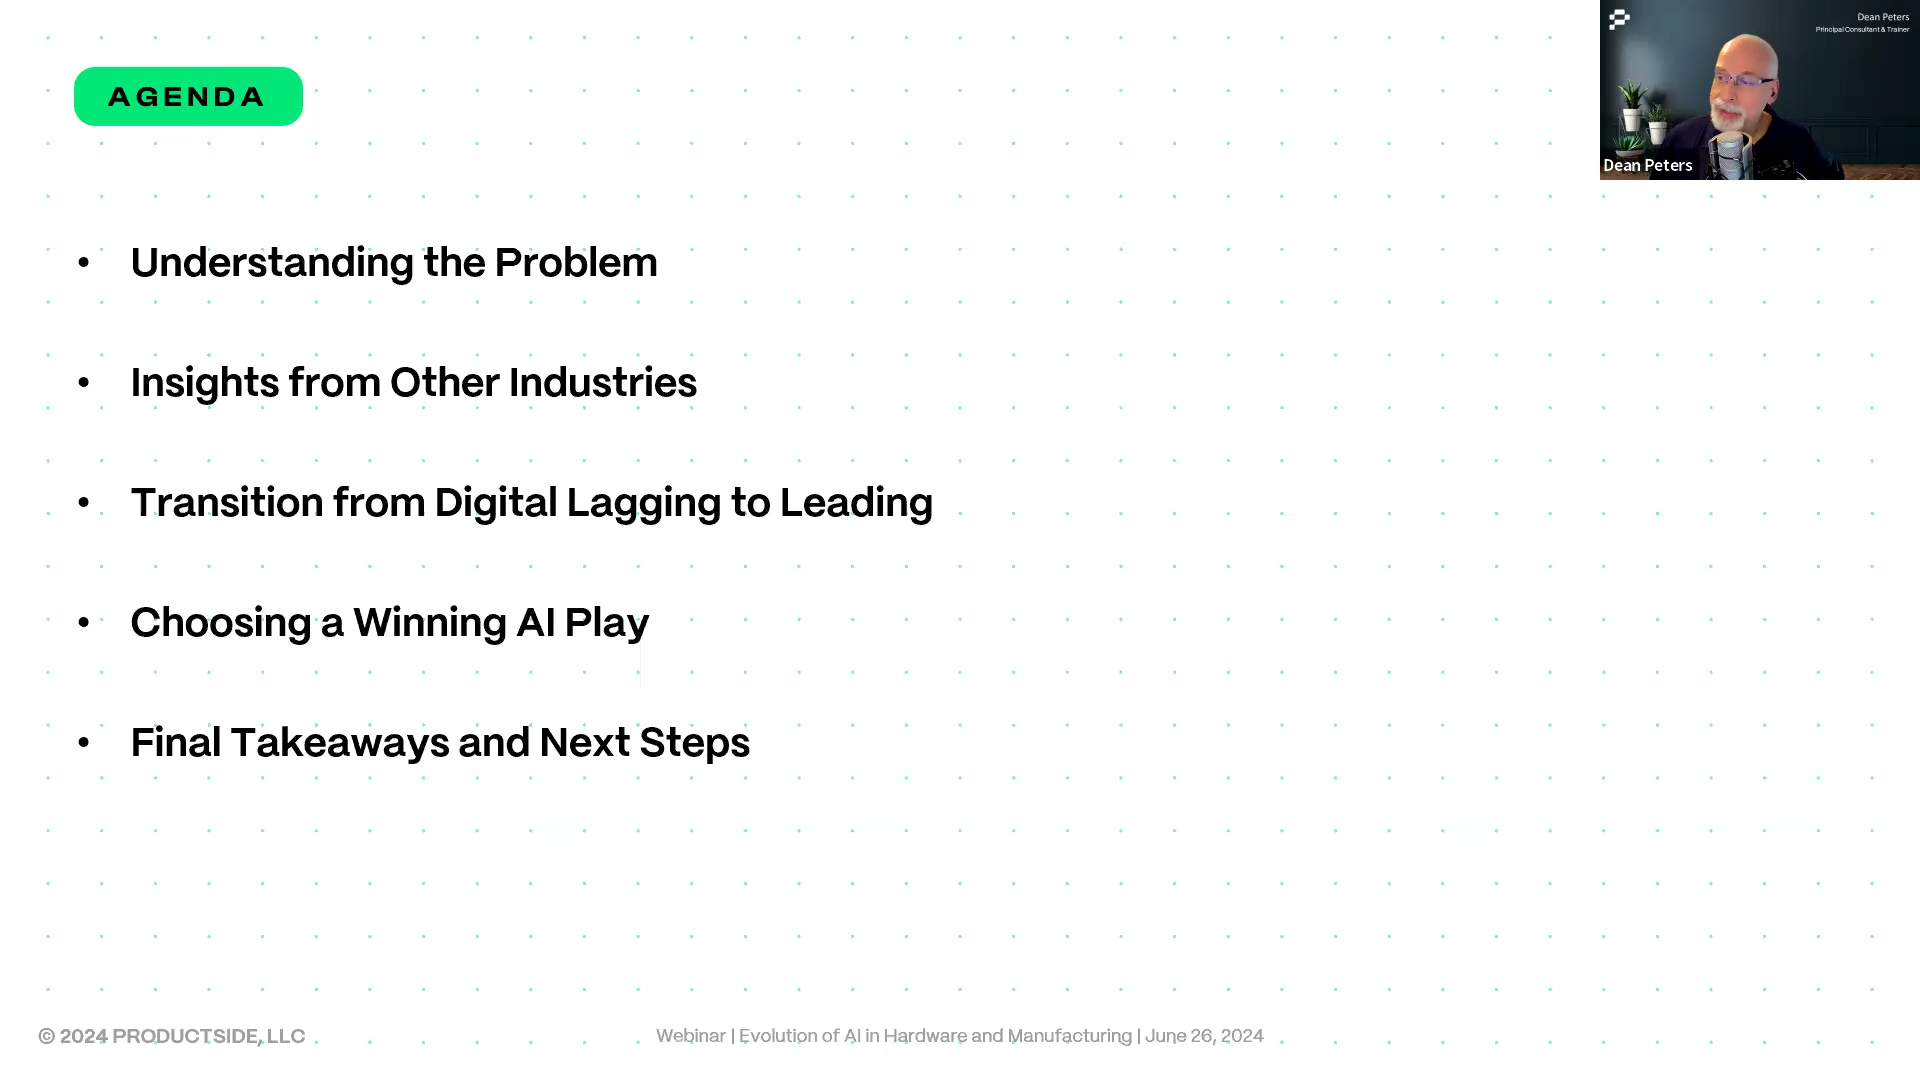 AGENDA
Dean Peters
Principal Consultant & Trainer
Dean Peters
• Understanding the Problem
• Insights from Other Industries
• Transition from Digital Lagging to Leading
• Choosing a Winning AI Play
• Final Takeaways and Next Steps
© 2024 PRODUCTSIDE, LLC
Webinar | Evolution of AI in Hardware and Manufacturing | June 26, 2024